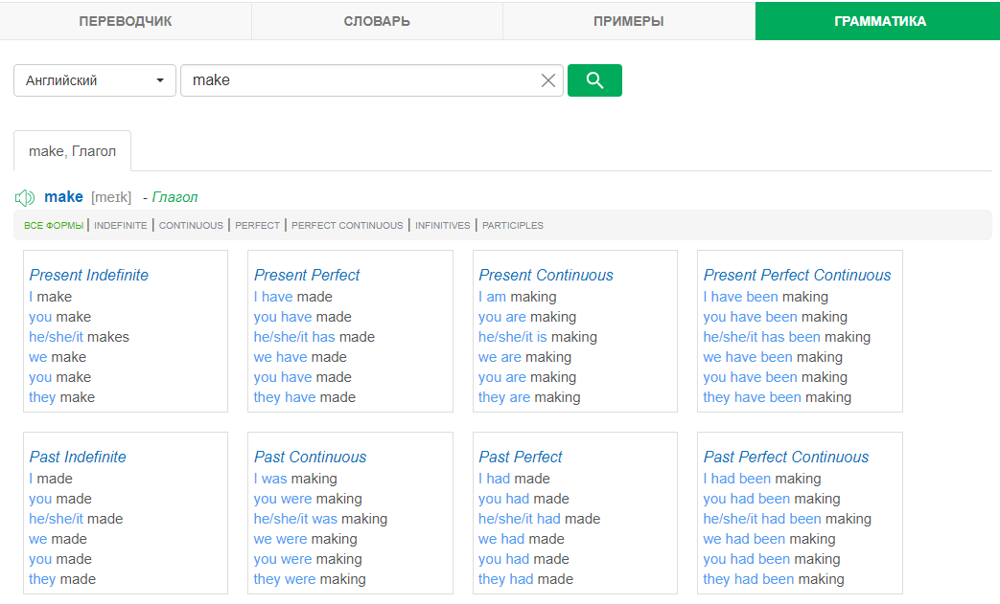 ПЕРЕВОДЧИК
СЛОВАРЬ
ПРИМЕРЫ
ГРАММАТИКА
Английский
make
make, Глагол
make [meɪk] - Глагол
ВСЕ ФОРМЫ | INDEFINITE | CONTINUOUS | PERFECT | PERFECT CONTINUOUS | INFINITIVES | PARTICIPLES
Present Indefinite
I make
you make
he/she/it makes
we make
you make
they make
Present Perfect
I have made
you have made
he/she/it has made
we have made
you have made
they have made
Present Continuous
I am making
you are making
he/she/it is making
we are making
you are making
they are making
Present Perfect Continuous
I have been making
you have been making
he/she/it has been making
we have been making
you have been making
they have been making
Past Indefinite
I made
you made
he/she/it made
we made
you made
they made
Past Continuous
I was making
you were making
he/she/it was making
we were making
you were making
they were making
Past Perfect
I had made
you had made
he/she/it had made
we had made
you had made
they had made
Past Perfect Continuous
I had been making
you had been making
he/she/it had been making
we had been making
you had been making
they had been making